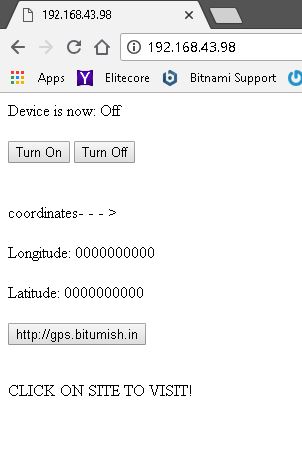 192.168.43.98
192.168.43.98
Apps Elitecore Bitnami Support
Device is now: Off
Turn On Turn Off
coordinates- - - >
Longitude: 0000000000
Latitude: 0000000000
http://gps.bitumish.in
CLICK ON SITE TO VISIT!